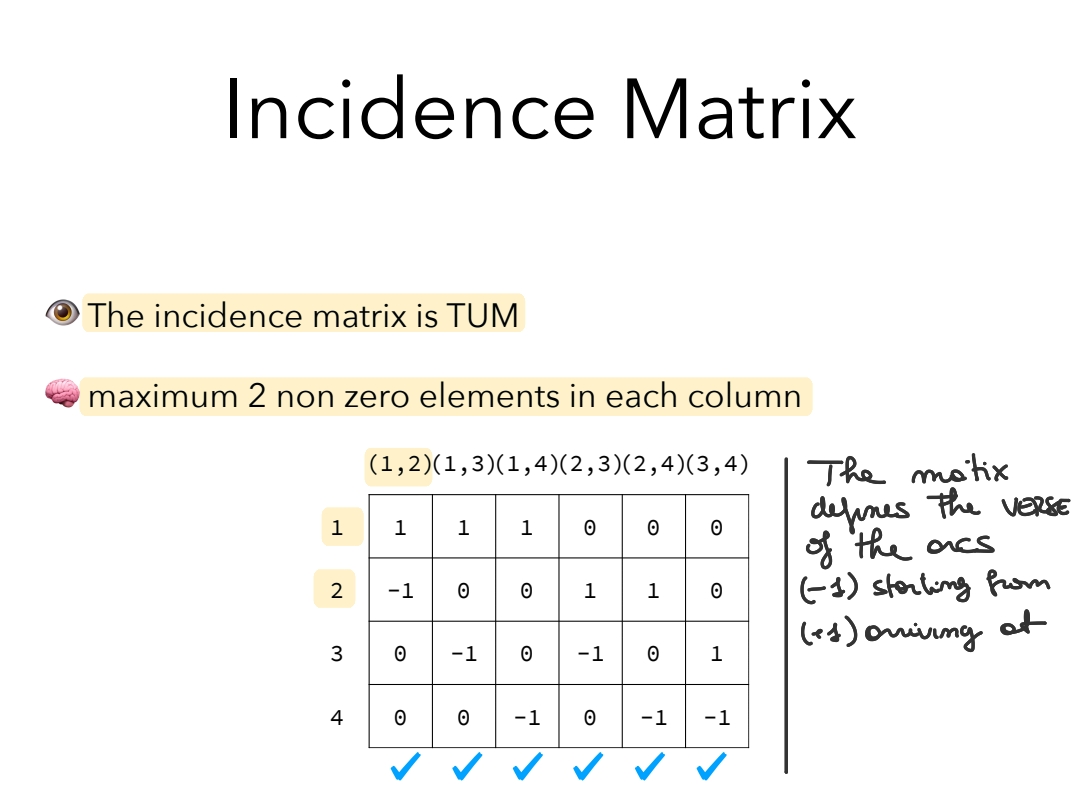 Incidence Matrix
The incidence matrix is TUM
maximum 2 non zero elements in each column
(1,2)(1,3)(1,4)(2,3)(2,4)(3,4)
1 1 1 1 0 0 0
2 -1 0 0 1 1 0
3 0 -1 0 -1 0 1
4 0 0 -1 0 -1 -1
The matix
defines the VERSE
of the arcs
(-1) starting from
(+1) arriving at